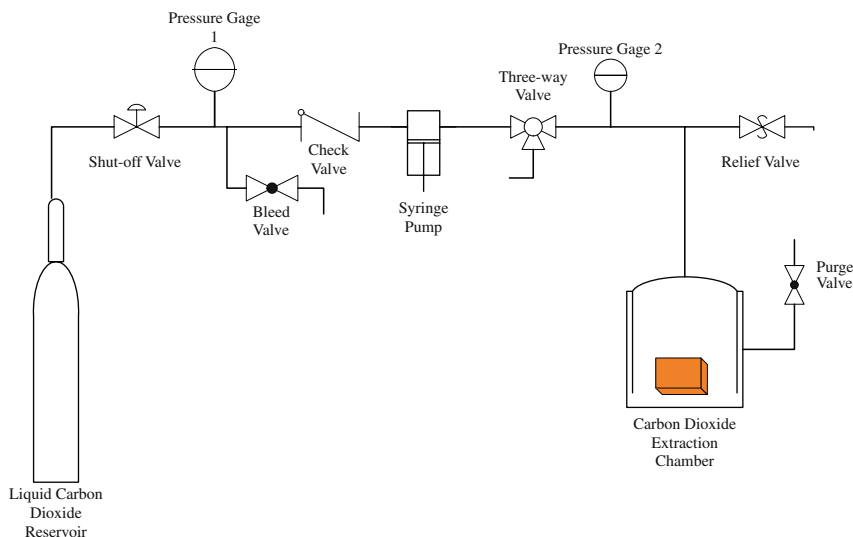 Pressure Gage
1
Pressure Gage 2
Three-way
Valve
Shut-off Valve
Check
Valve
Relief Valve
Bleed
Valve
Syringe
Pump
Purge
Valve
Carbon Dioxide
Extraction
Chamber
Liquid Carbon
Dioxide
Reservoir